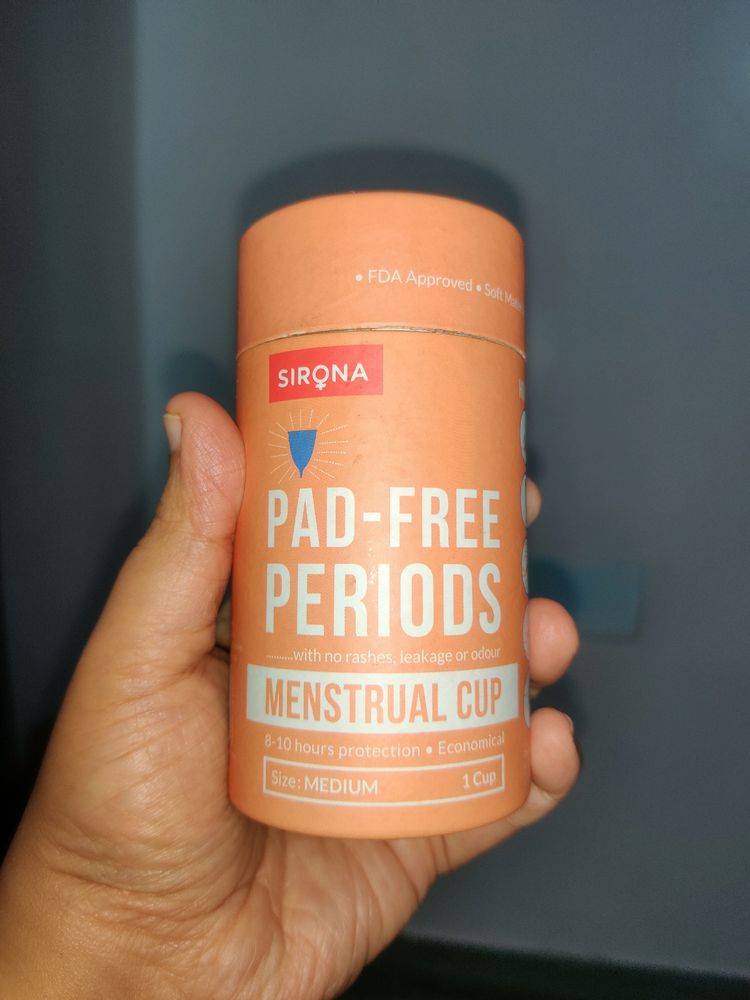 • FDA Approved • Soft
SIRONA
PAD-FREE
PERIODS
..........with no rashes, leakage or odour
MENSTRUAL CUP
8-10 hours protection • Economical
Size: MEDIUM 1 Cup